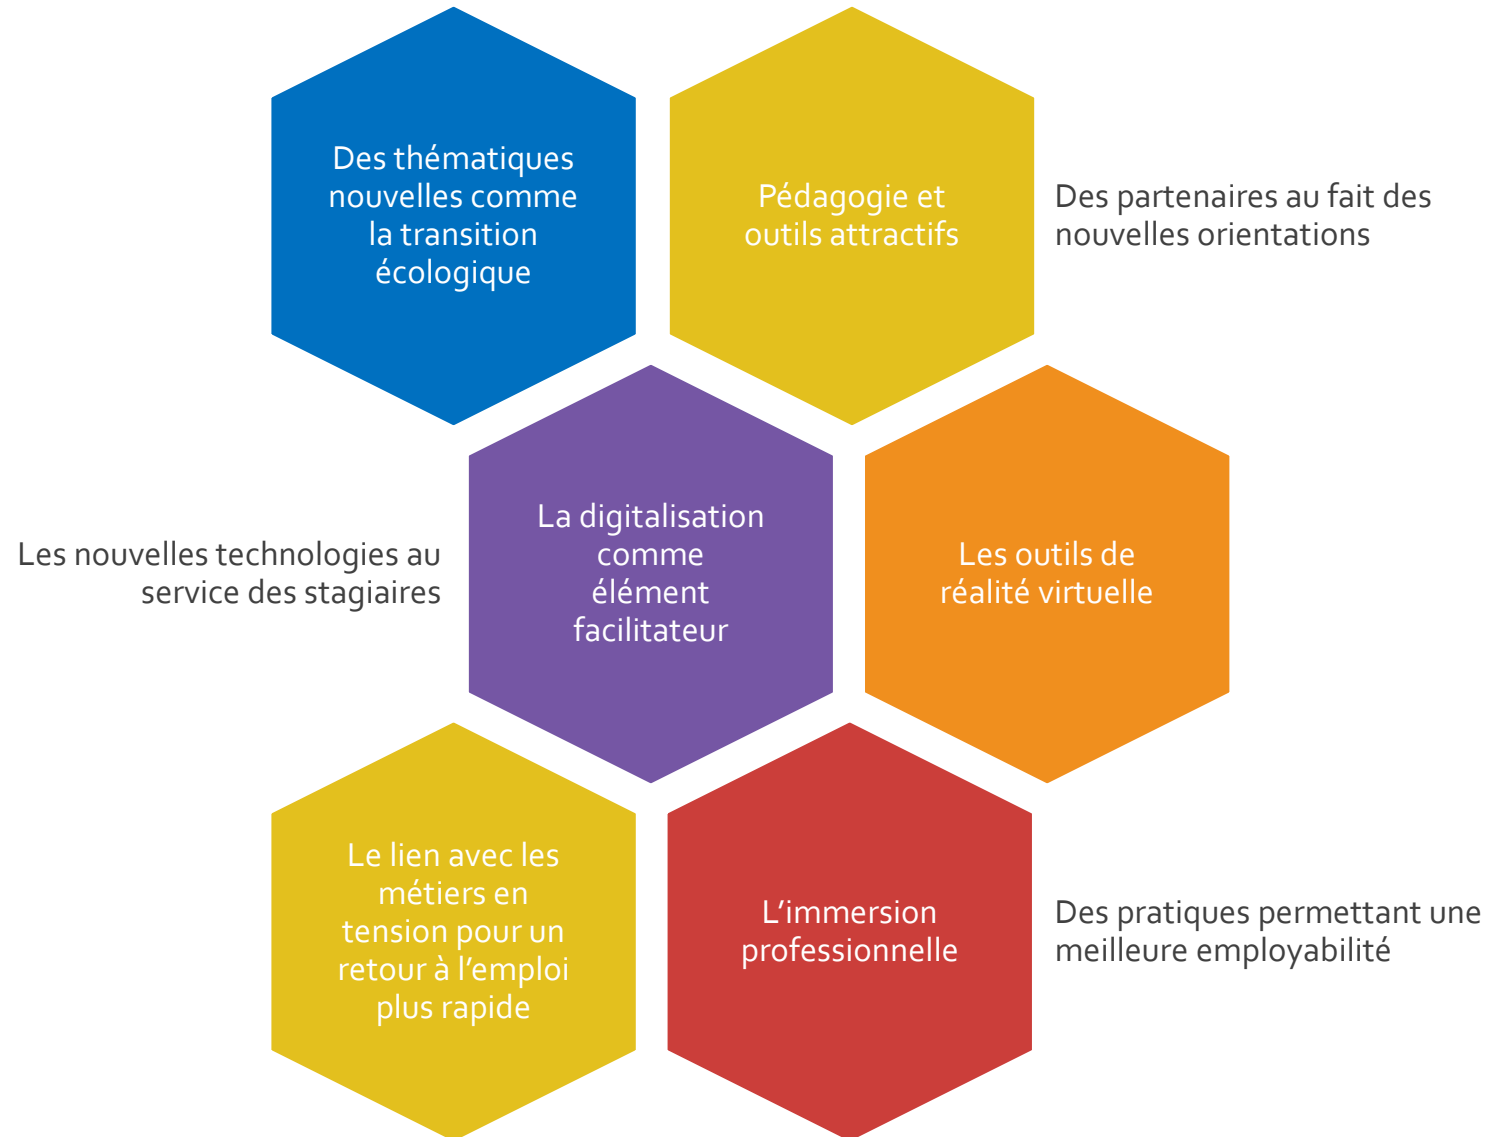 Des thématiques
nouvelles comme
la transition
écologique
Pédagogie et
outils attractifs
Des partenaires au fait des
nouvelles orientations
Les nouvelles technologies au
service des stagiaires
La digitalisation
comme
élément
facilitateur
Les outils de
réalité virtuelle
Le lien avec les
métiers en
tension pour un
retour à l’emploi
plus rapide
L’immersion
professionnelle
Des pratiques permettant une
meilleure employabilité